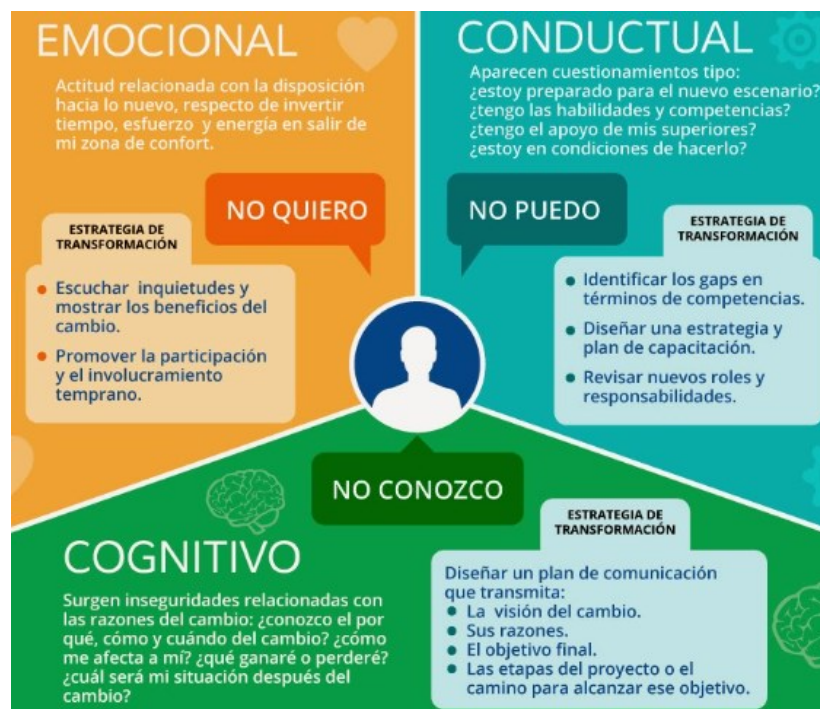 EMOCIONAL
Actitud relacionada con la disposición
hacia lo nuevo, respecto de invertir
tiempo, esfuerzo y energía en salir de
mi zona de confort.
NO QUIERO
ESTRATEGIA DE
TRANSFORMACIÓN
Escuchar inquietudes y
mostrar los beneficios del
cambio.
Promover la participación
y el involucramiento
temprano.
CONDUCTUAL
Aparecen cuestionamientos tipo:
¿estoy preparado para el nuevo escenario?
¿tengo las habilidades y competencias?
¿tengo el apoyo de mis superiores?
¿estoy en condiciones de hacerlo?
NO PUEDO
ESTRATEGIA DE
TRANSFORMACIÓN
Identificar los gaps en
términos de competencias.
Diseñar una estrategia y
plan de capacitación.
Revisar nuevos roles y
responsabilidades.
NO CONOZCO
COGNITIVO
Surgen inseguridades relacionadas con
las razones del cambio: ¿conozco el por
qué, cómo y cuándo del cambio? ¿cómo
me afecta a mí? ¿qué ganaré o perderé?
¿cuál será mi situación después del
cambio?
ESTRATEGIA DE
TRANSFORMACIÓN
Diseñar un plan de comunicación
que transmita:
La visión del cambio.
Sus razones.
El objetivo final.
Las etapas del proyecto o el
camino para alcanzar ese objetivo.